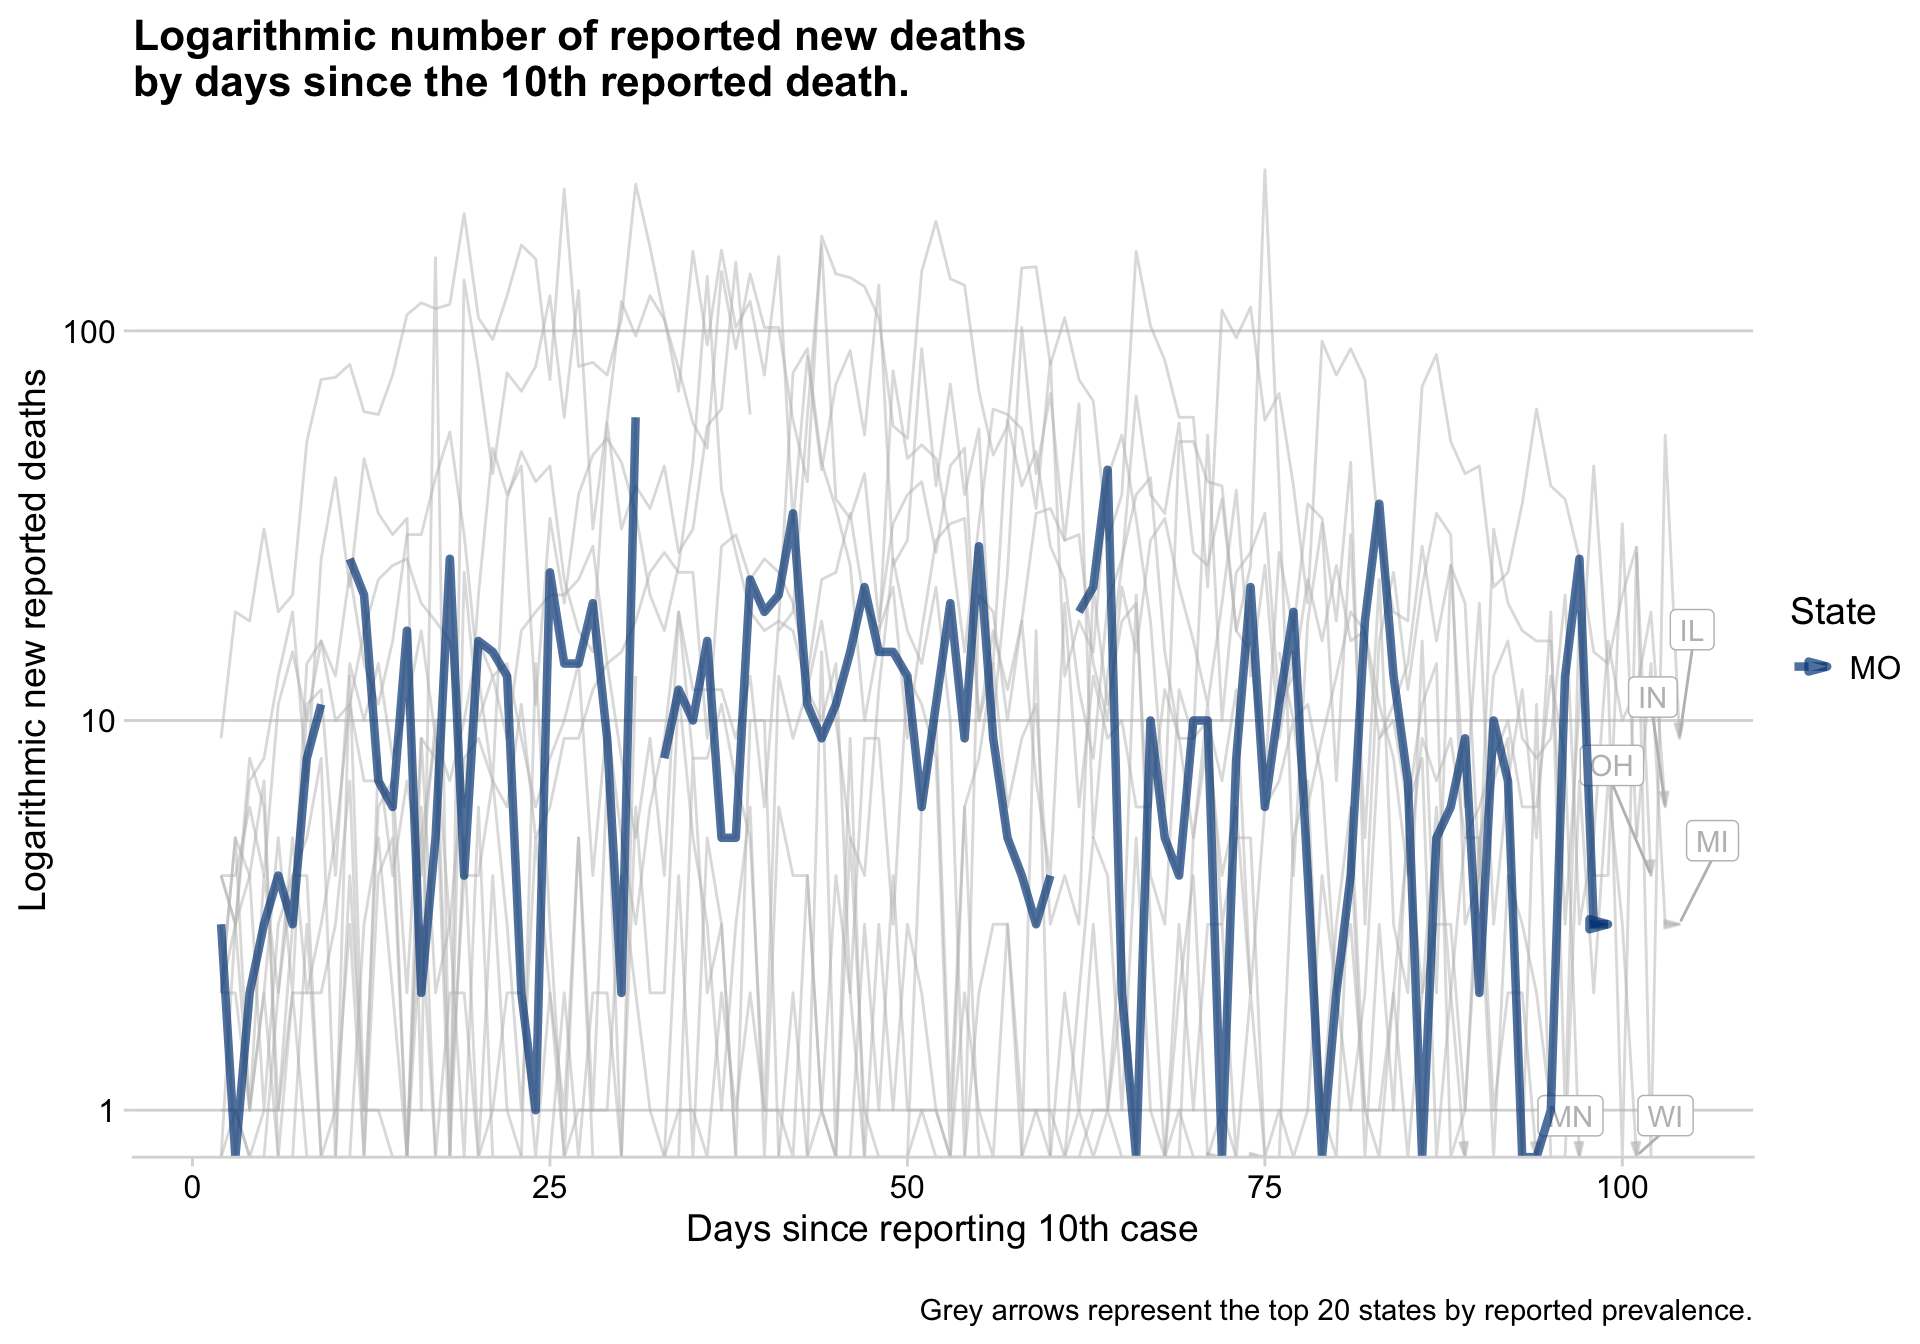 Logarithmic number of reported new deaths
by days since the 10th reported death.
Logarithmic new reported deaths
100
10
1
IL
IN
OH
MI
MN
WI
State
MO
0
25
50
75
100
Days since reporting 10th case
Grey arrows represent the top 20 states by reported prevalence.